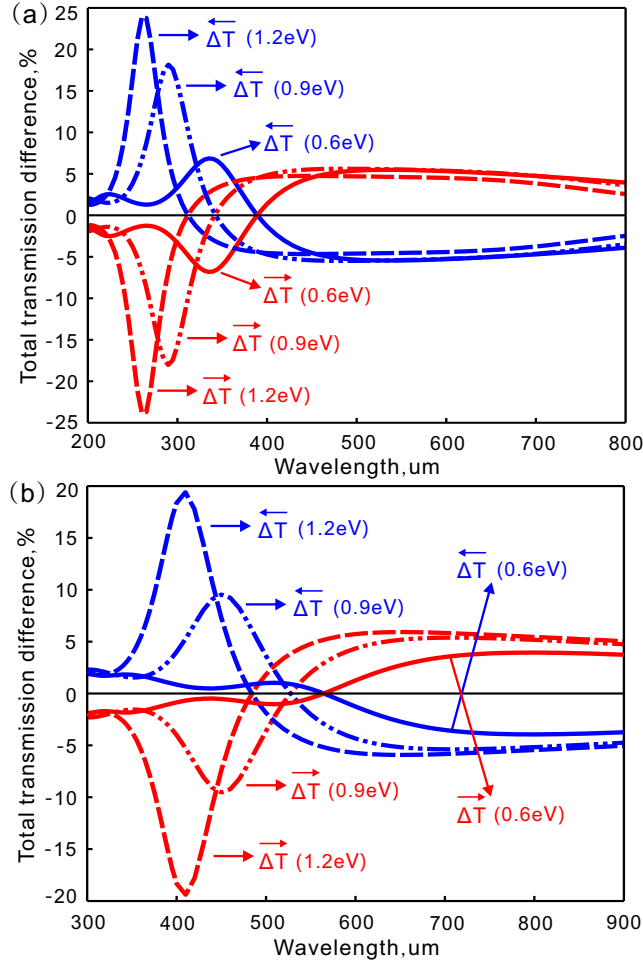 (a)
Total transmission difference,%
25
20
15
10
5
0
-5
-10
-15
-20
-25
ΔT (1.2eV)
ΔT (0.9eV)
ΔT (0.6eV)
ΔT (0.6eV)
ΔT (0.9eV)
ΔT (1.2eV)
200 300 400 500 600 700 800
Wavelength,um
(b)
Total transmission difference,%
20
15
10
5
0
-5
-10
-15
-20
ΔT (1.2eV)
ΔT (0.6eV)
ΔT (0.9eV)
ΔT (0.9eV)
ΔT (0.6eV)
ΔT (1.2eV)
300 400 500 600 700 800 900
Wavelength,um